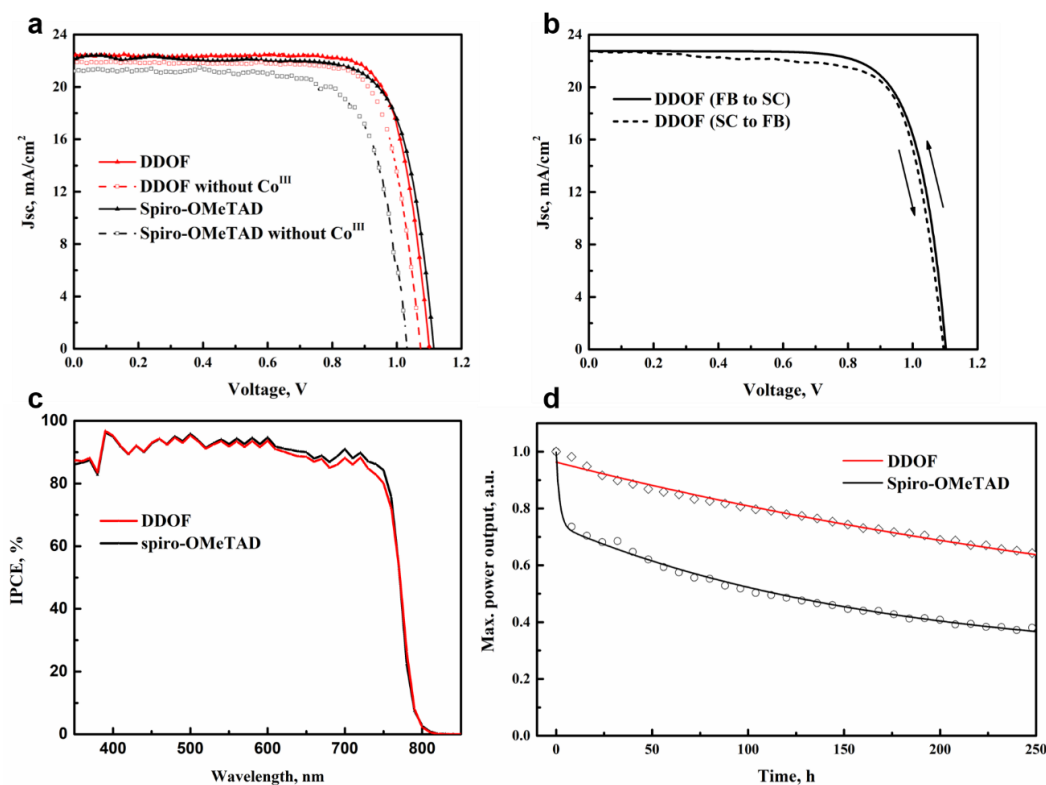 a
24
20
16
12
8
4
0
Jsc, mA/cm²
DDOF
DDOF without Coᴵᴵᴵ
Spiro-OMeTAD
Spiro-OMeTAD without Coᴵᴵᴵ
0.0 0.2 0.4 0.6 0.8 1.0 1.2
Voltage, V
b
24
20
16
12
8
4
0
Jsc, mA/cm²
DDOF (FB to SC)
DDOF (SC to FB)
0.0 0.2 0.4 0.6 0.8 1.0 1.2
Voltage, V
c
100
80
60
40
20
0
IPCE, %
DDOF
spiro-OMeTAD
400 500 600 700 800
Wavelength, nm
d
1.0
0.8
0.6
0.4
0.2
0.0
Max. power output, a.u.
DDOF
Spiro-OMeTAD
0 50 100 150 200 250
Time, h